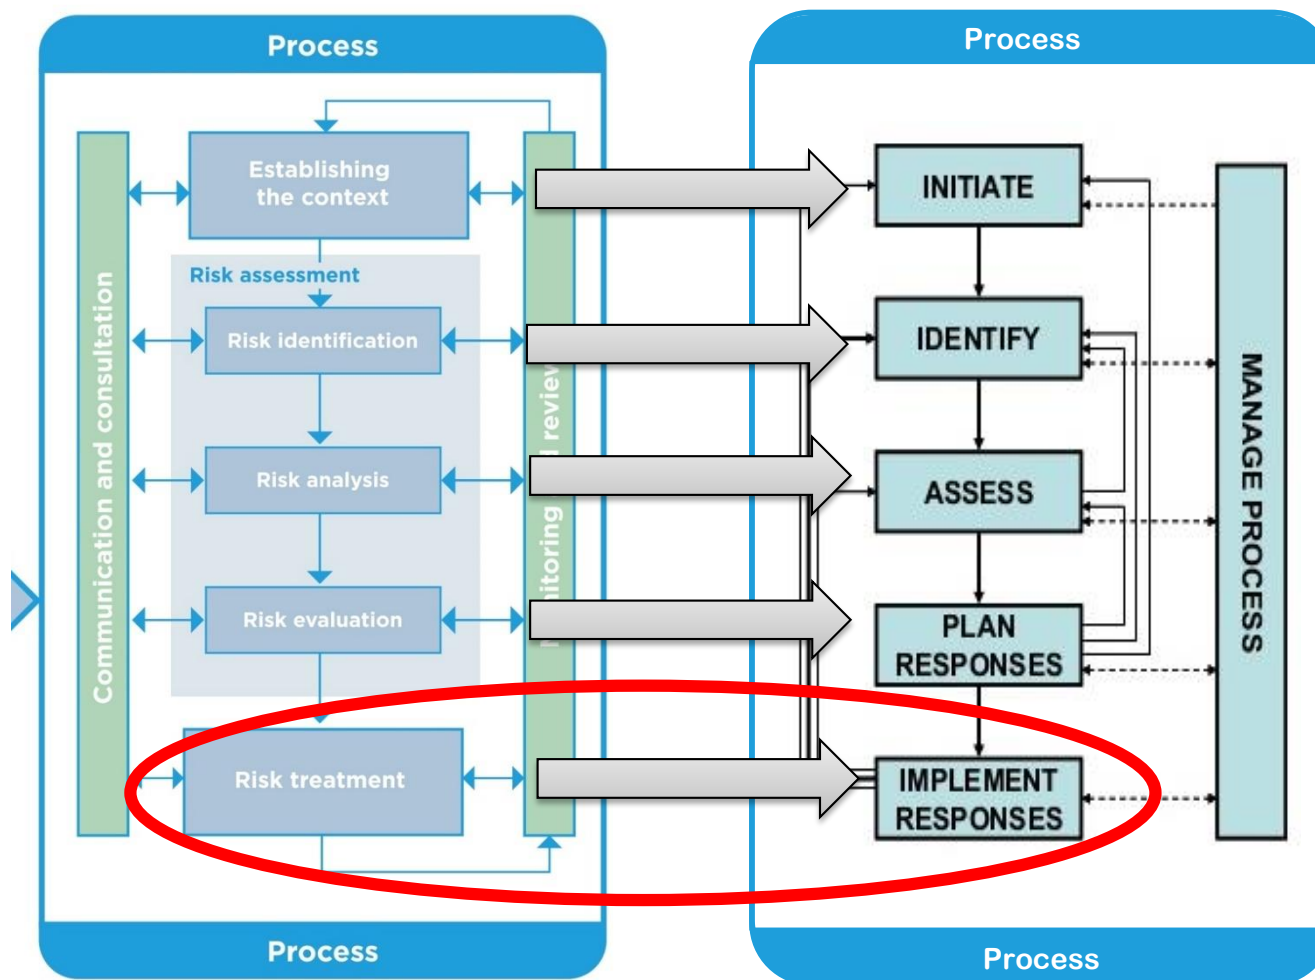 Process
Establishing
the context
Risk assessment
Risk identification
Risk analysis
Risk evaluation
Risk treatment
Communication and consultation
review
Process
Process
INITIATE
IDENTIFY
ASSESS
PLAN
RESPONSES
IMPLEMENT
RESPONSES
MANAGE PROCESS
Process